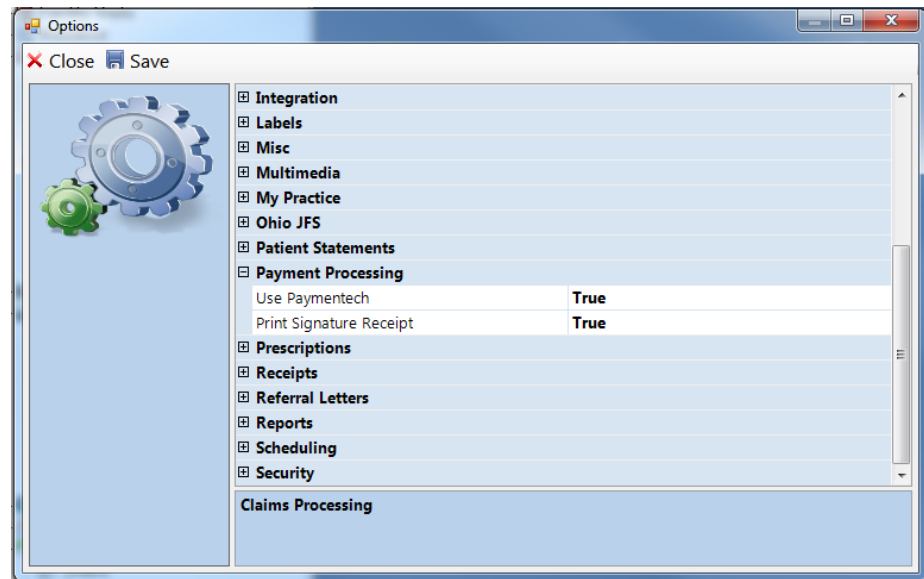 Options
Close Save
Integration
Labels
Misc
Multimedia
My Practice
Ohio JFS
Patient Statements
Payment Processing
Use Paymentech True
Print Signature Receipt True
Prescriptions
Receipts
Referral Letters
Reports
Scheduling
Security
Claims Processing